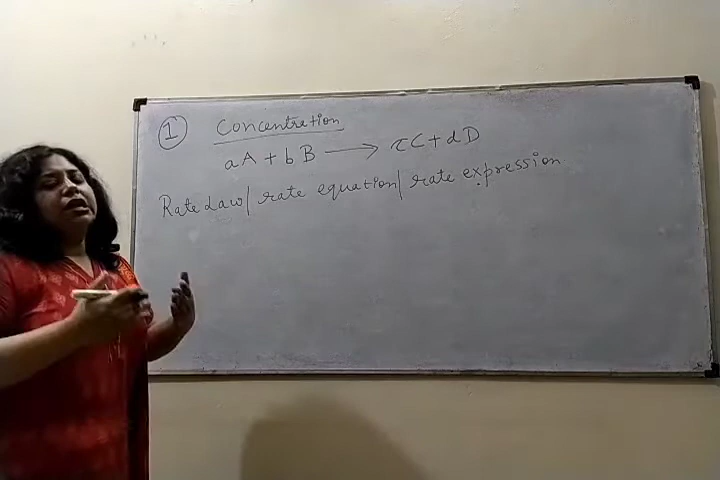 ① Concentration
aA + bB → cC + dD
Rate Law | rate equation | rate expression